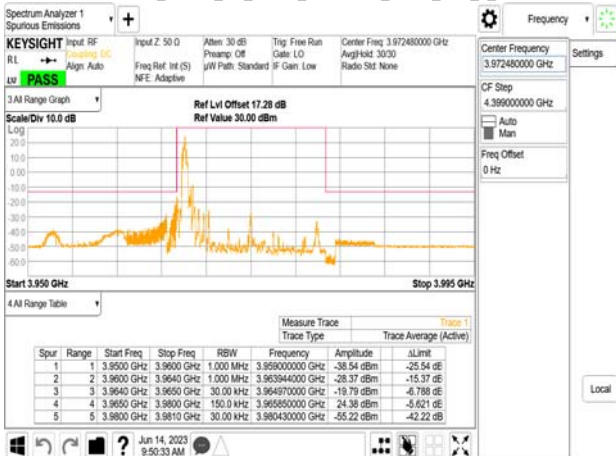 Spectrum Analyzer 1
Spurious Emissions
+
Frequency
KEYSIGHT Input: RF Input Z: 50 Ω Atten: 30 dB Trig: Free Run Center Freq: 3.972480000 GHz
RL Coupling: DC Preamp: Off Gate: LO Avg|Hold: 30/30
Align: Auto Freq Ref: Int (S) µW Path: Standard IF Gain: Low Radio Std: None
NFE: Adaptive
LV PASS
Center Frequency
3.972480000 GHz
Settings
CF Step
4.399000000 GHz
Auto
Man
Freq Offset
0 Hz
Local
3 All Range Graph
Ref Lvl Offset 17.28 dB
Scale/Div 10.0 dB Ref Value 30.00 dBm
Log
20.0
10.0
0.00
-10.0
-20.0
-30.0
-40.0
-50.0
-60.0
Start 3.950 GHz Stop 3.995 GHz
4 All Range Table
Measure Trace Trace 1
Trace Type Trace Average (Active)
Spur Range Start Freq Stop Freq RBW Frequency Amplitude ΔLimit
1 1 3.9500 GHz 3.9600 GHz 1.000 MHz 3.959000000 GHz -38.54 dBm -25.54 dB
2 2 3.9600 GHz 3.9640 GHz 1.000 MHz 3.963944000 GHz -28.37 dBm -15.37 dB
3 3 3.9640 GHz 3.9650 GHz 30.00 kHz 3.964970000 GHz -19.79 dBm -6.788 dB
4 4 3.9650 GHz 3.9800 GHz 150.0 kHz 3.965850000 GHz 24.38 dBm -5.621 dB
5 5 3.9800 GHz 3.9810 GHz 30.00 kHz 3.980430000 GHz -55.22 dBm -42.22 dB
? Jun 14, 2023
9:50:33 AM